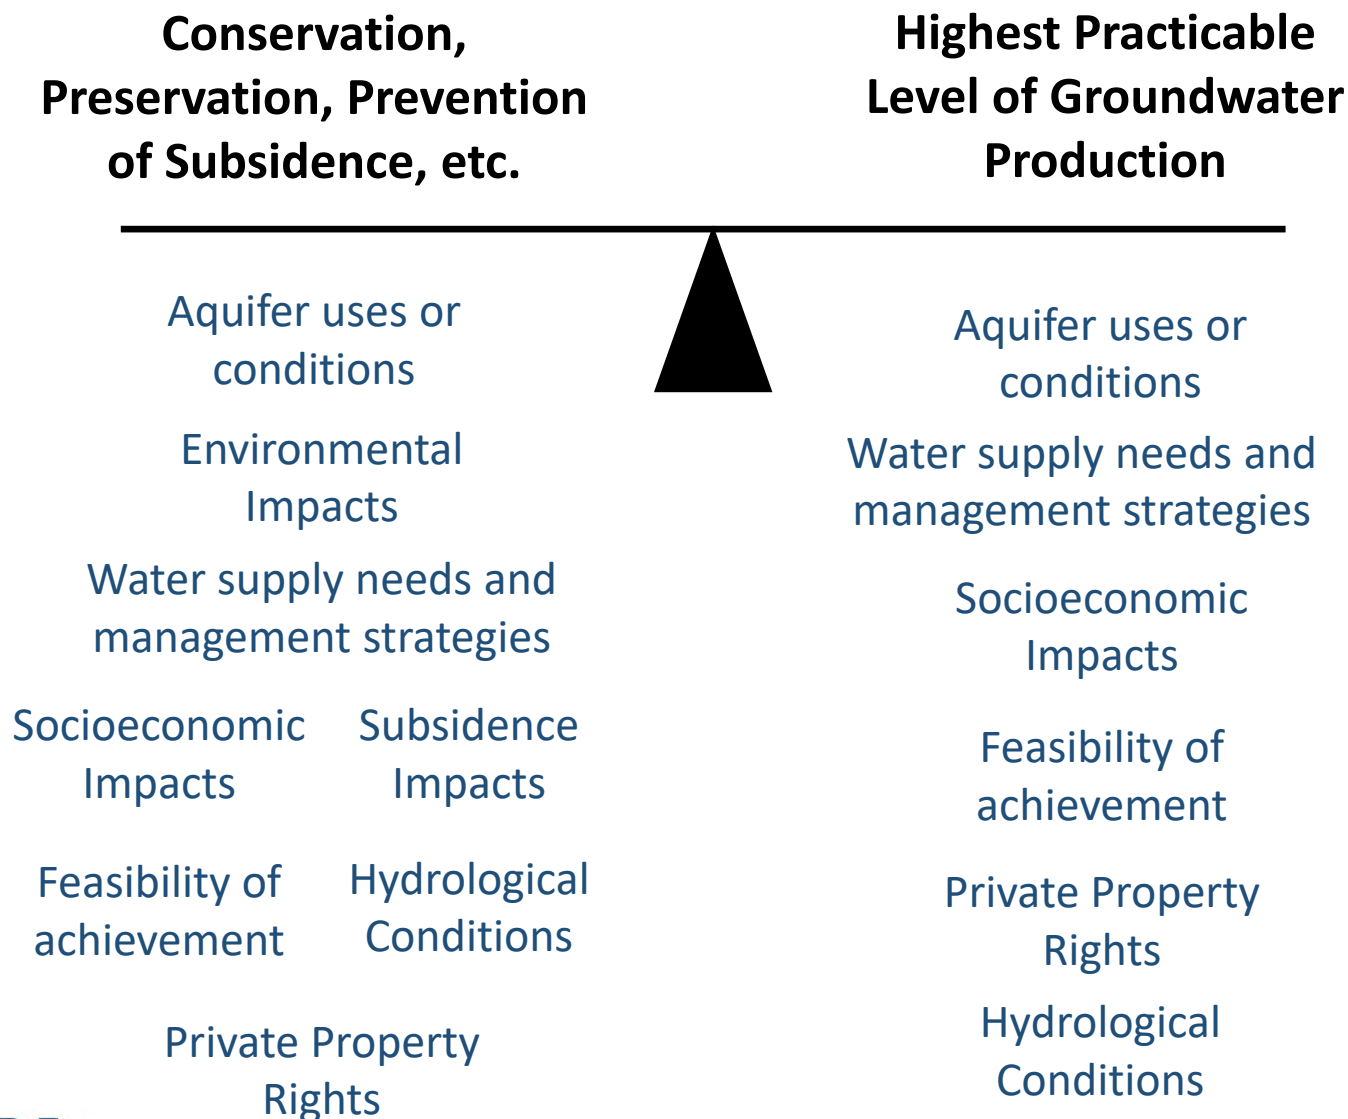 Conservation,
Preservation, Prevention
of Subsidence, etc.
Highest Practicable
Level of Groundwater
Production
Aquifer uses or
conditions
Environmental
Impacts
Water supply needs and
management strategies
Socioeconomic
Impacts
Subsidence
Impacts
Feasibility of
achievement
Hydrological
Conditions
Private Property
Rights
Aquifer uses or
conditions
Water supply needs and
management strategies
Socioeconomic
Impacts
Feasibility of
achievement
Private Property
Rights
Hydrological
Conditions